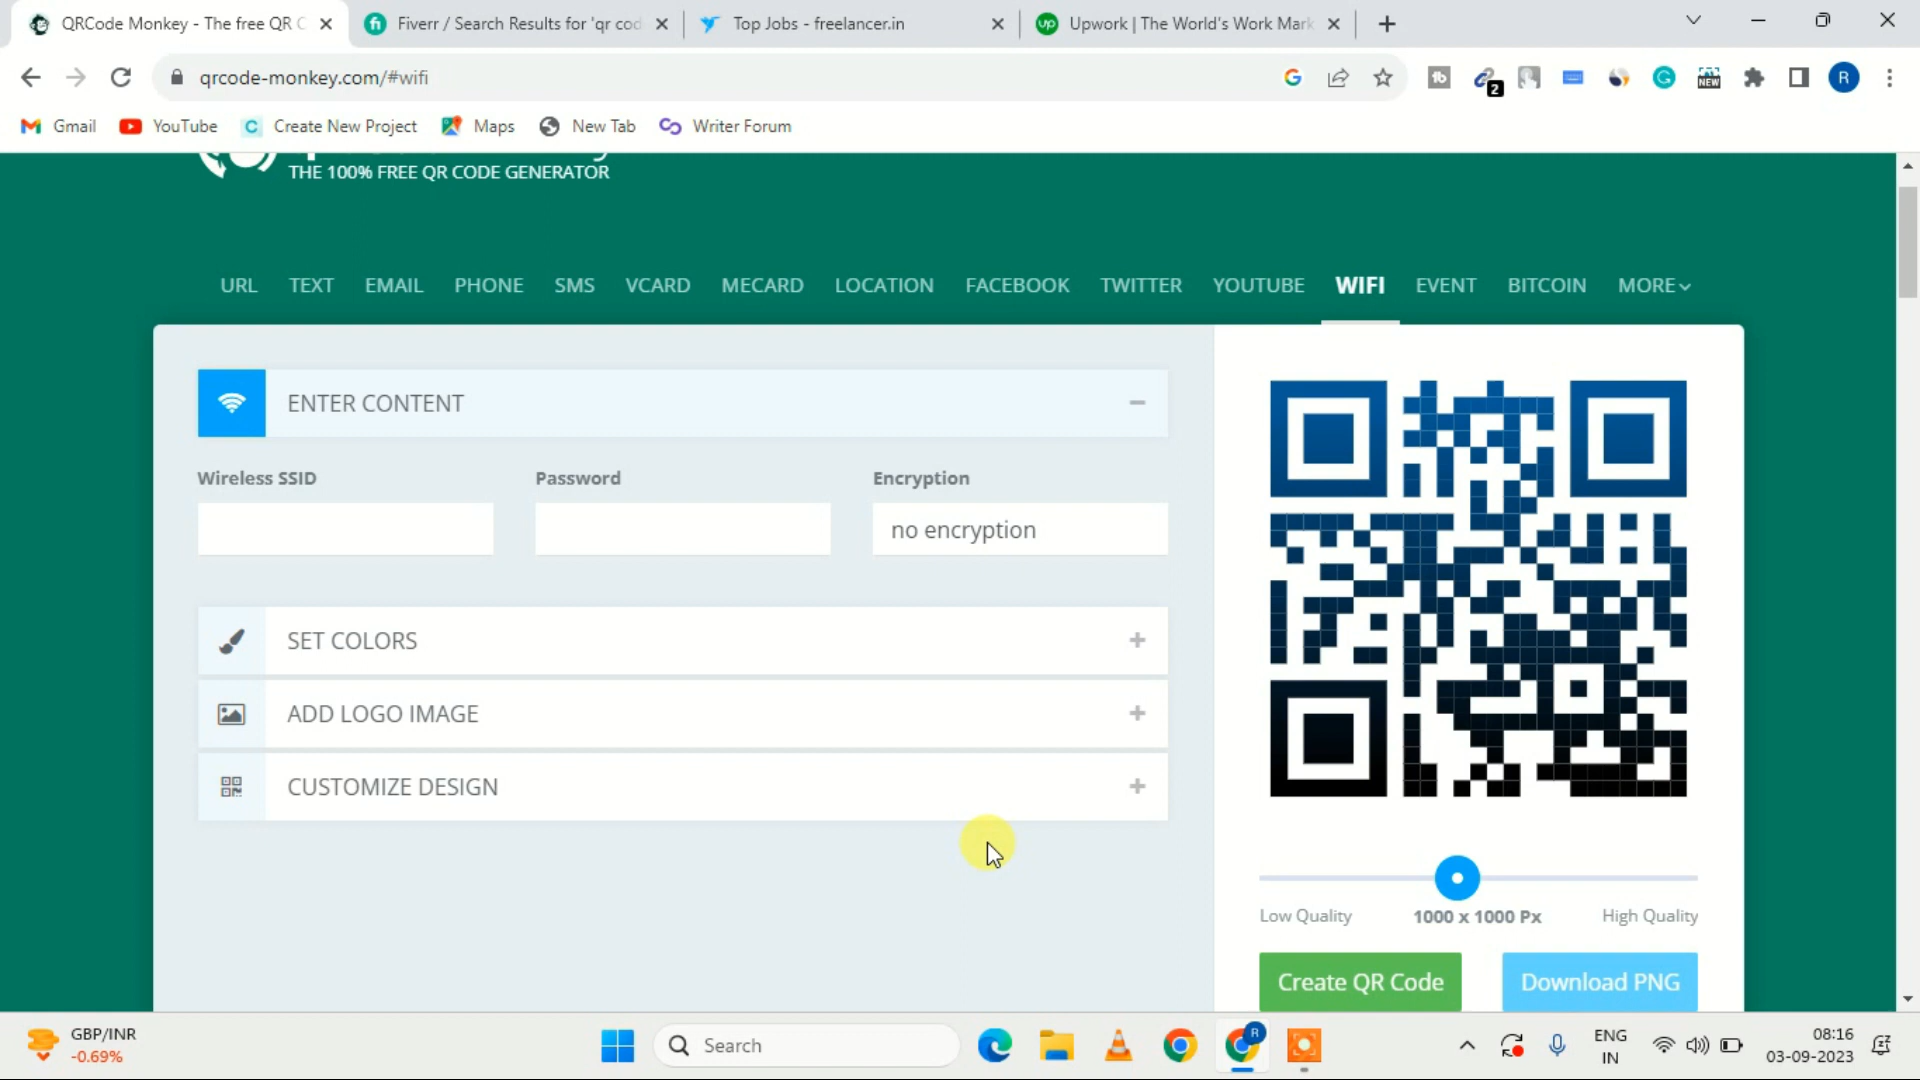 QRCode Monkey - The free QR C
Fiverr / Search Results for 'qr cod
Top Jobs - freelancer.in
Upwork | The World's Work Mark
qrcode-monkey.com/#wifi
2
NEW
R
Gmail
YouTube
Create New Project
Maps
New Tab
Writer Forum
THE 100% FREE QR CODE GENERATOR
URL TEXT EMAIL PHONE SMS VCARD MECARD LOCATION FACEBOOK TWITTER YOUTUBE WIFI EVENT BITCOIN MORE
ENTER CONTENT
Wireless SSID
Password
Encryption
no encryption
SET COLORS
ADD LOGO IMAGE
CUSTOMIZE DESIGN
Low Quality
1000 x 1000 Px
High Quality
Create QR Code
Download PNG
GBP/INR
-0.69%
Search
R
ENG
IN
08:16
03-09-2023